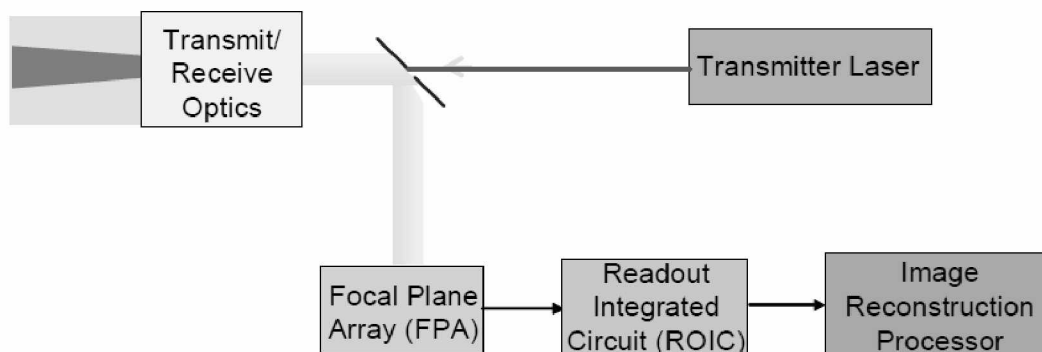 Transmit/
Receive
Optics
Transmitter Laser
Focal Plane
Array (FPA)
Readout
Integrated
Circuit (ROIC)
Image
Reconstruction
Processor